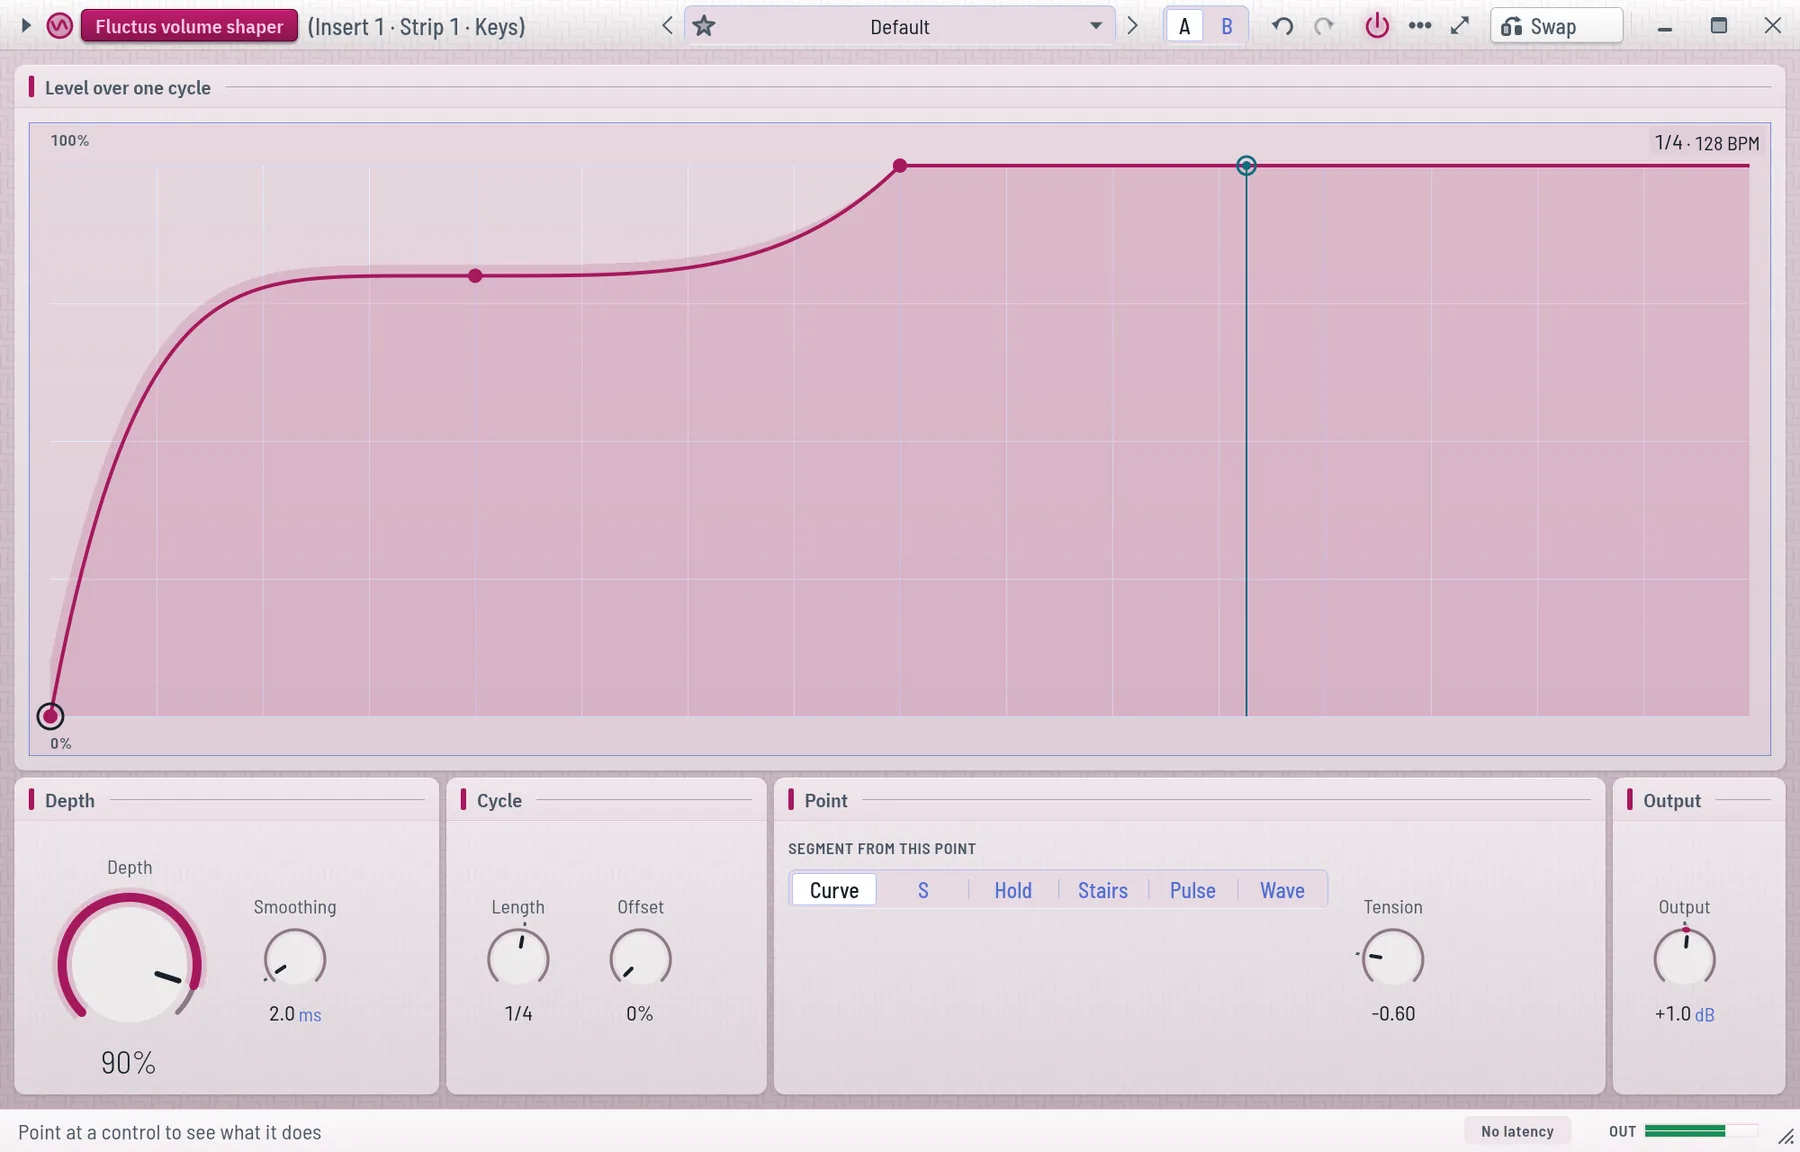 Fluctus volume shaper (Insert 1 · Strip 1 · Keys) Default A B Swap
Level over one cycle
100%
1/4 · 128 BPM
0%
Depth
Cycle
Point
Output
SEGMENT FROM THIS POINT
Depth
Curve S Hold Stairs Pulse Wave
Smoothing
Length
Offset
Tension
Output
2.0 ms
1/4
0%
-0.60
+1.0 dB
90%
Point at a control to see what it does
No latency
OUT